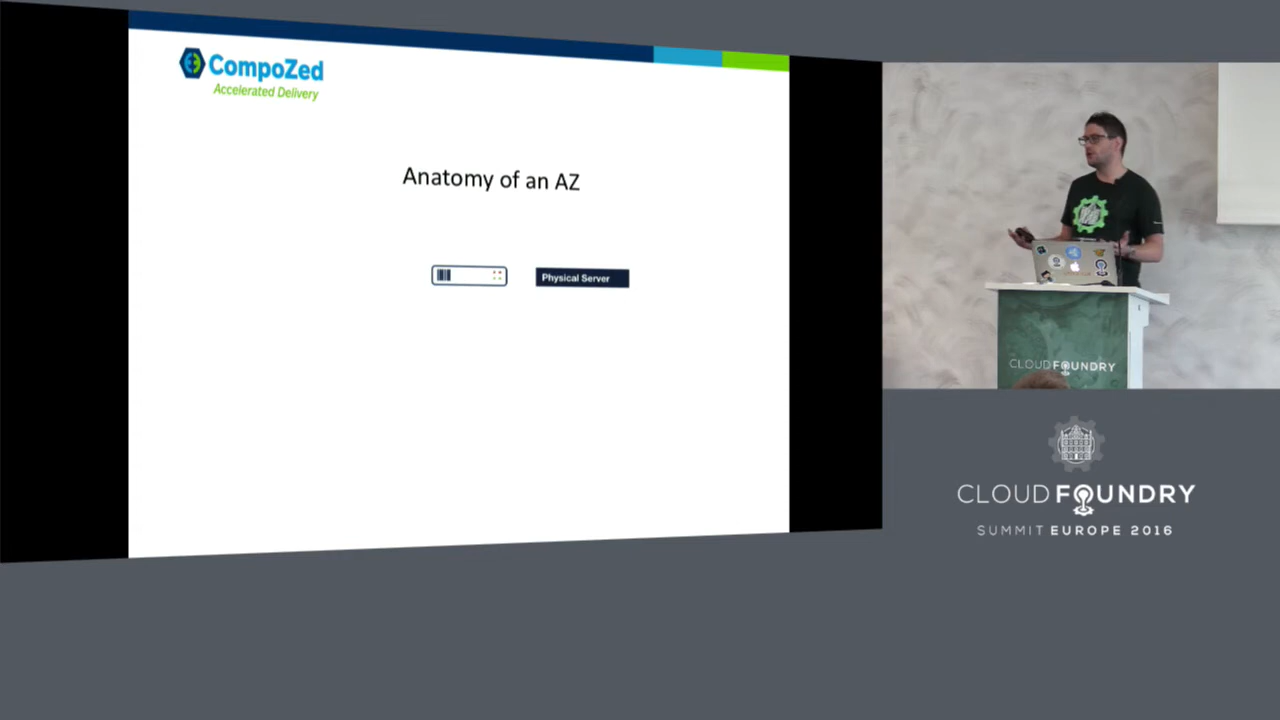 CompoZed
Accelerated Delivery
Anatomy of an AZ
Physical Server
CLOUD FOUNDRY
CLOUD FOUNDRY
SUMMIT EUROPE 2016